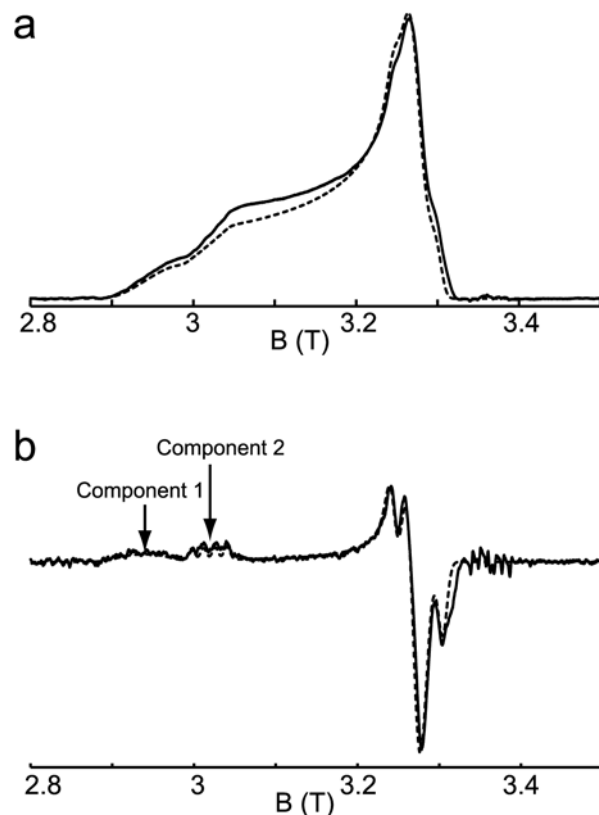 a
2.8 3 3.2 3.4
B (T)
b
Component 2
Component 1
2.8 3 3.2 3.4
B (T)